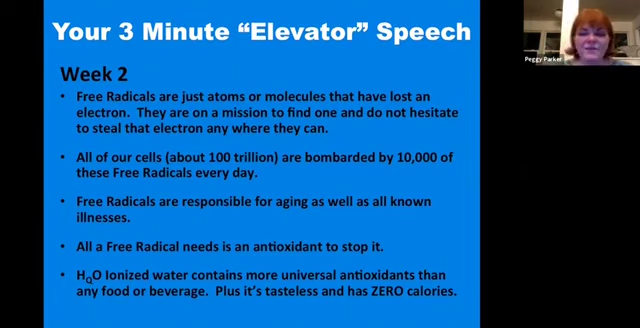 Your 3 Minute “Elevator” Speech
Peggy Parker
Week 2
• Free Radicals are just atoms or molecules that have lost an
electron. They are on a mission to find one and do not hesitate
to steal that electron any where they can.
• All of our cells (about 100 trillion) are bombarded by 10,000 of
these Free Radicals every day.
• Free Radicals are responsible for aging as well as all known
illnesses.
• All a Free Radical needs is an antioxidant to stop it.
• HQO Ionized water contains more universal antioxidants than
any food or beverage. Plus it’s tasteless and has ZERO calories.